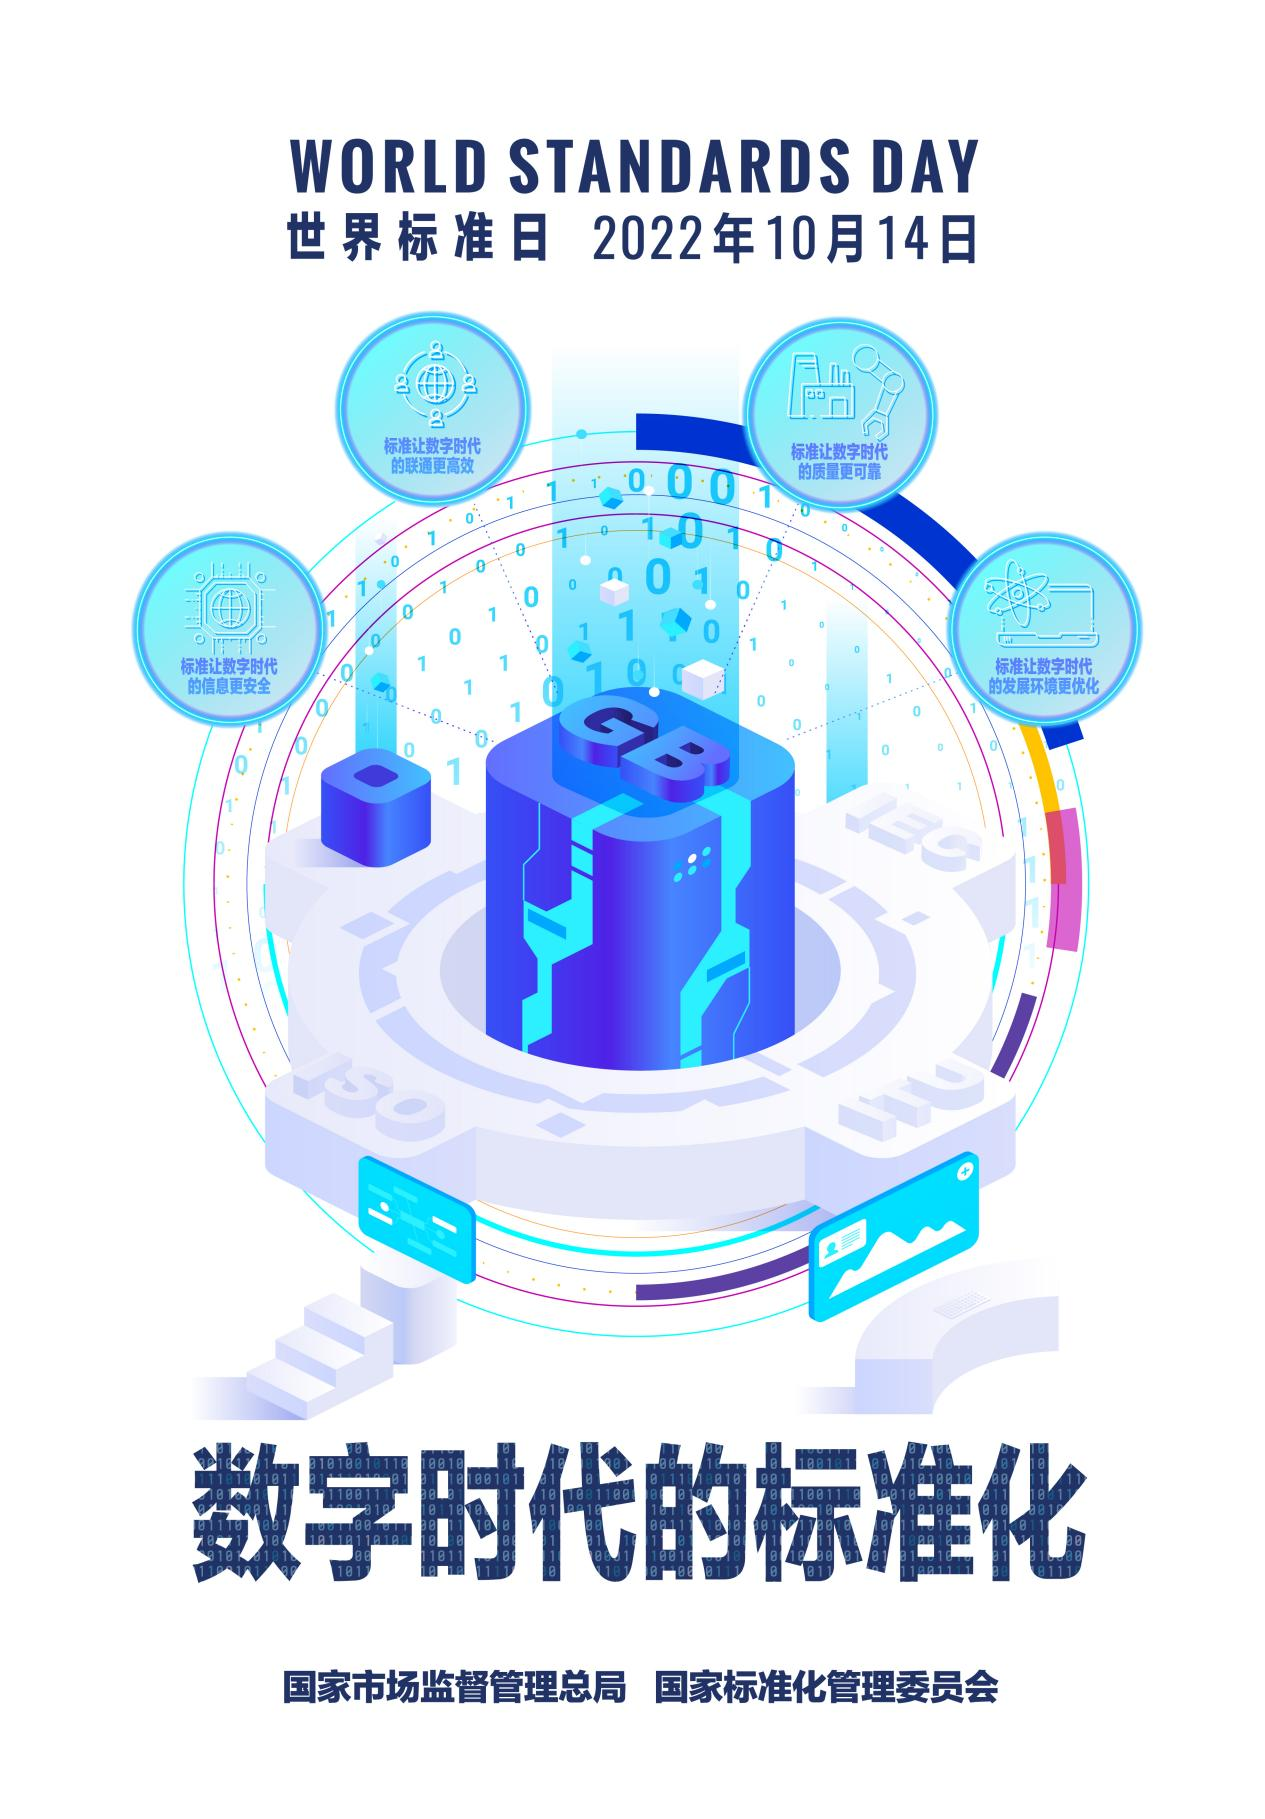 WORLD STANDARDS DAY
世界标准日 2022年10月14日
标准让数字时代
的联通更高效
标准让数字时代
的质量更可靠
标准让数字时代
的信息更安全
标准让数字时代
的发展环境更优化
GB
IEC
ISO
ITU
数字时代的标准化
国家市场监督管理总局 国家标准化管理委员会